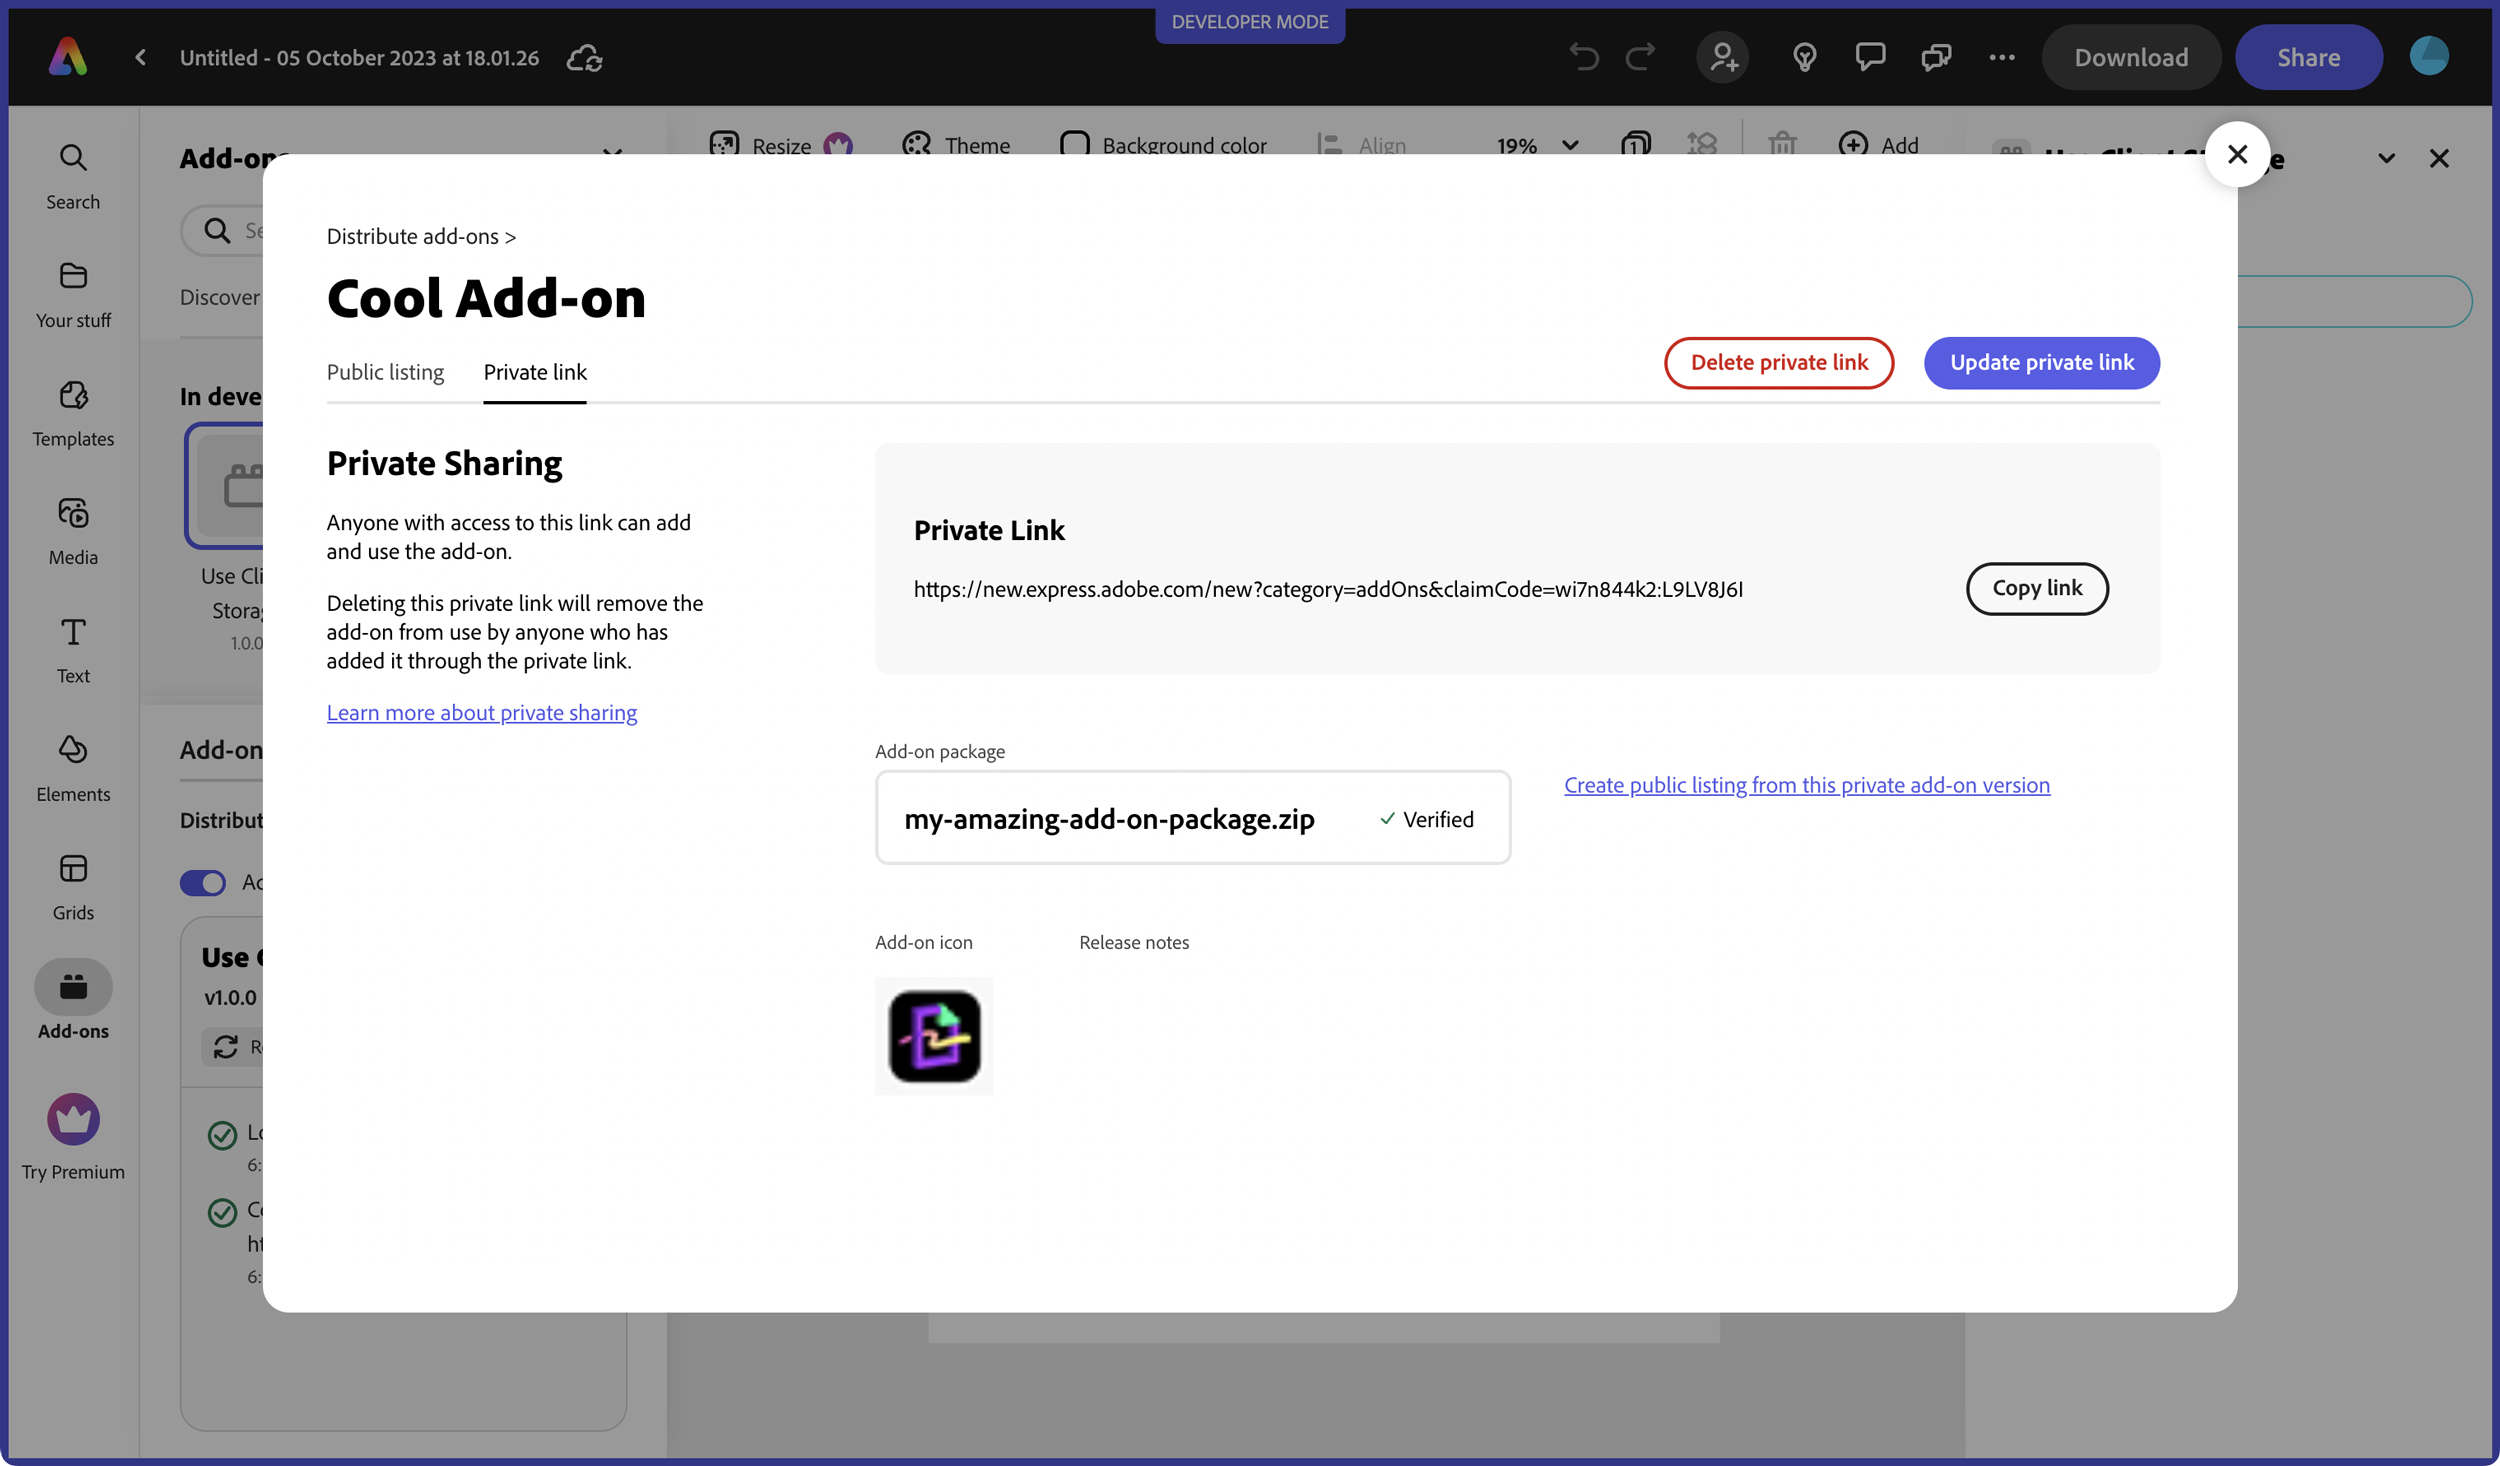 DEVELOPER MODE
Untitled - 05 October 2023 at 18.01.26
Download
Share
Search
Your stuff
Templates
Media
Text
Elements
Grids
Add-ons
Try Premium
Discover
In deve
Use Cli
Storag
1.0.0
Add-on
Distribut
Use
v1.0.0
Resize
Theme
Background color
Align
19%
1
Add
Distribute add-ons >
Cool Add-on
Public listing
Private link
Delete private link
Update private link
Private Sharing
Anyone with access to this link can add
and use the add-on.
Deleting this private link will remove the
add-on from use by anyone who has
added it through the private link.
Learn more about private sharing
Private Link
https://new.express.adobe.com/new?category=addOns&claimCode=wi7n844k2:L9LV8J6I
Copy link
Add-on package
my-amazing-add-on-package.zip
Verified
Create public listing from this private add-on version
Add-on icon
Release notes